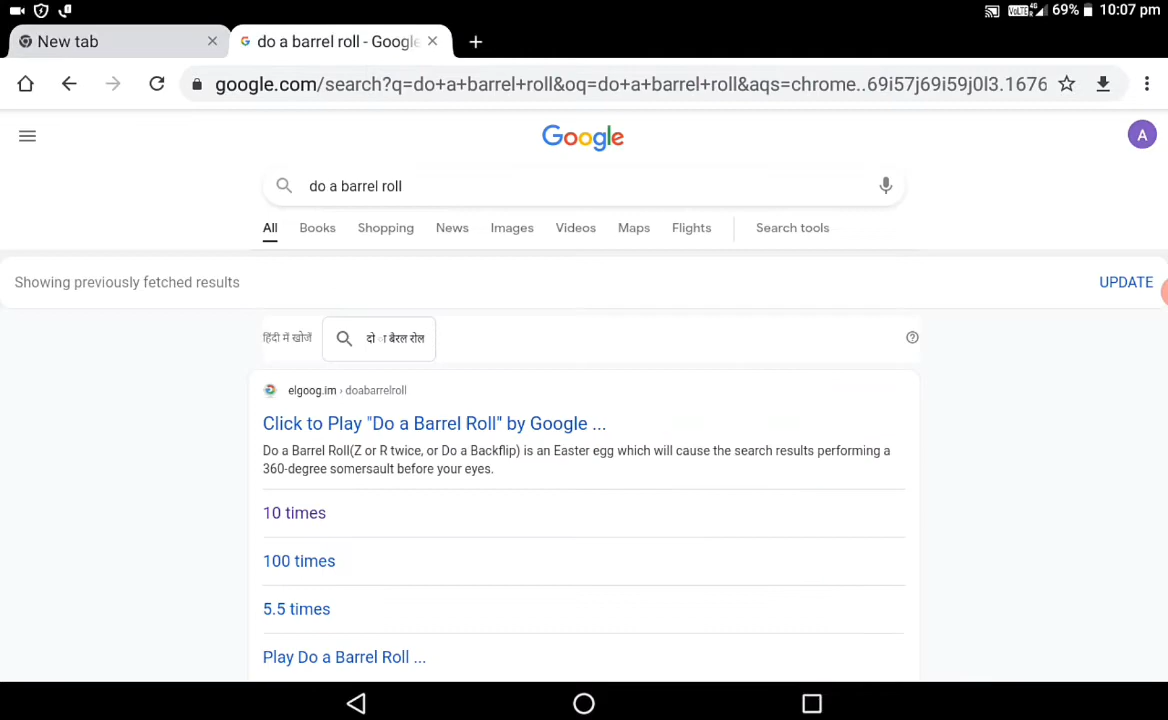 VoLTE 4G 69% 10:07 pm
New tab
do a barrel roll - Google
google.com/search?q=do+a+barrel+roll&oq=do+a+barrel+roll&aqs=chrome..69i57j69i59j0l3.1676
Google
A
do a barrel roll
All Books Shopping News Images Videos Maps Flights Search tools
Showing previously fetched results UPDATE
हिंदी में खोजें दो ा बैरल रोल
elgoog.im › doabarrelroll
Click to Play "Do a Barrel Roll" by Google ...
Do a Barrel Roll(Z or R twice, or Do a Backflip) is an Easter egg which will cause the search results performing a
360-degree somersault before your eyes.
10 times
100 times
5.5 times
Play Do a Barrel Roll ...